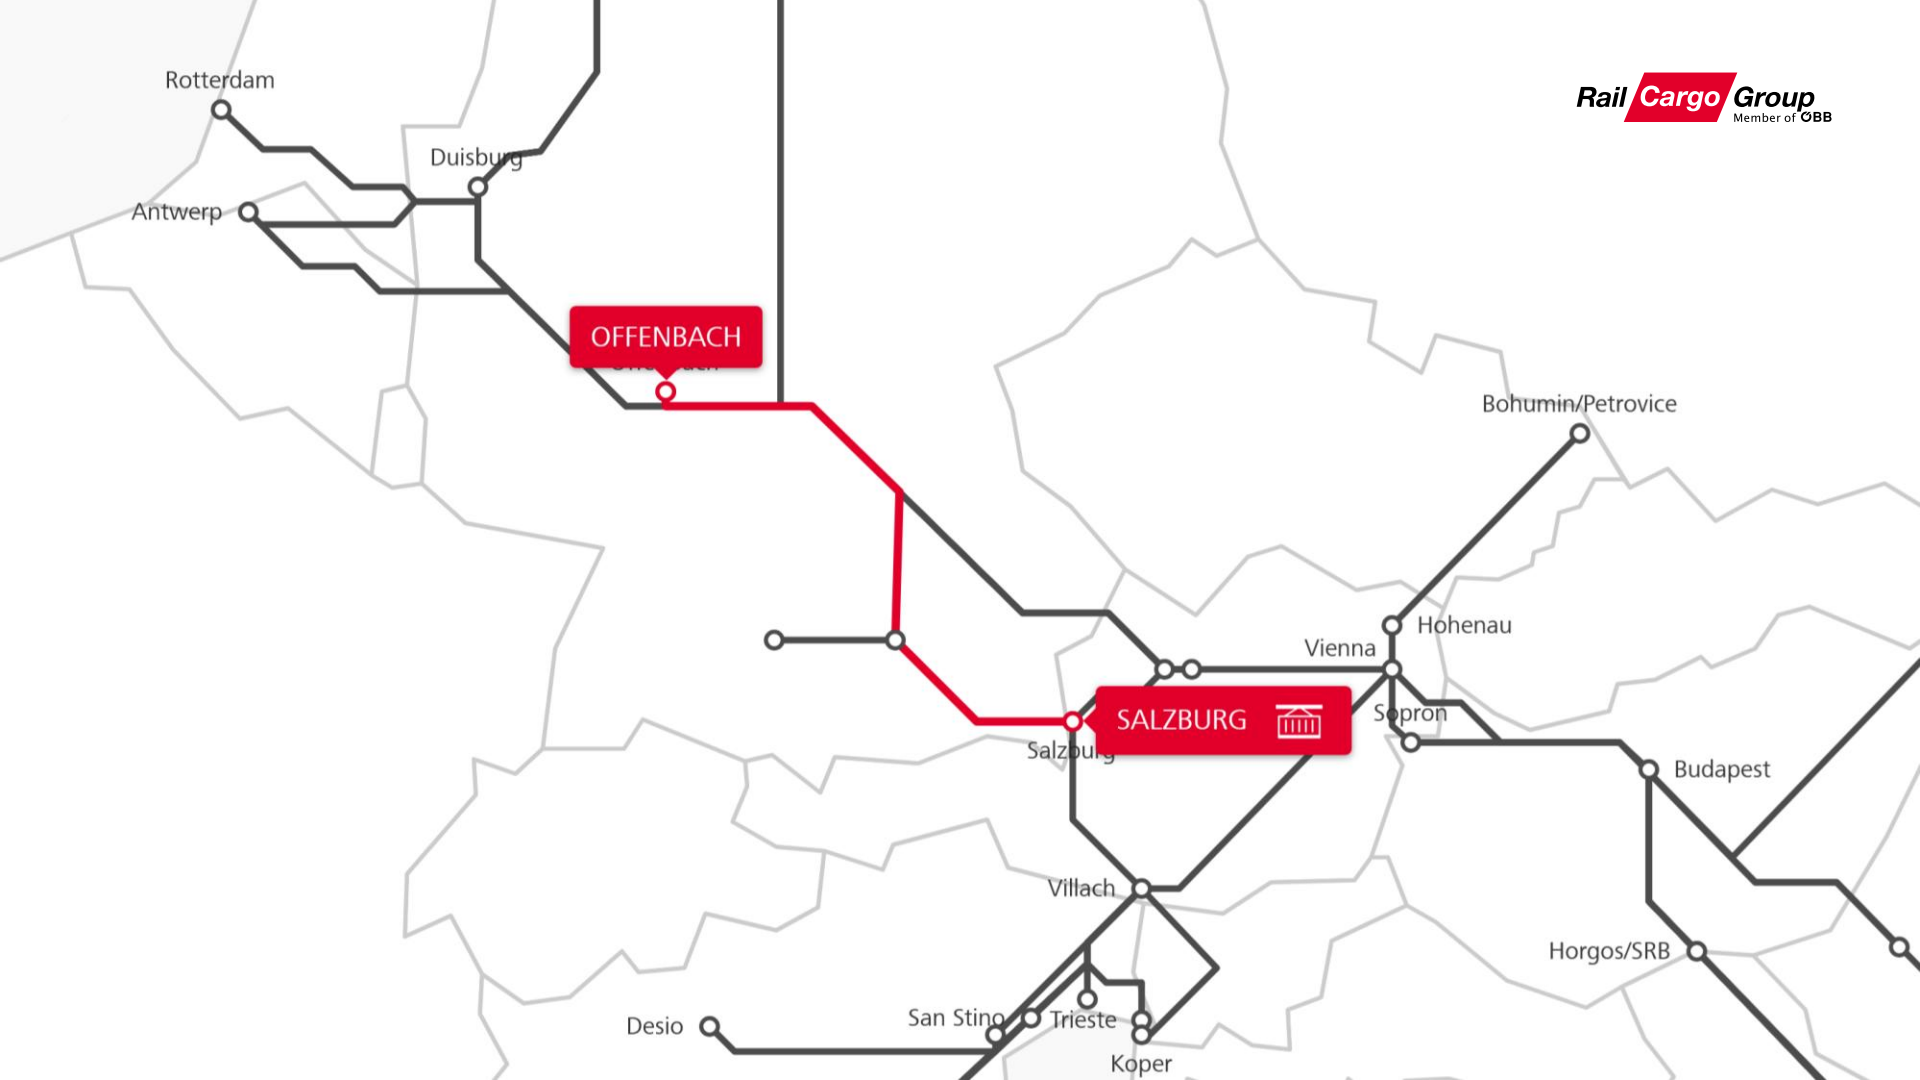 Rotterdam
Rail Cargo Group
Member of ÖBB
Duisburg
Antwerp
OFFENBACH
Bohumin/Petrovice
Hohenau
Vienna
SALZBURG
Sopron
Salzburg
Budapest
Villach
Horgos/SRB
San Stino
Trieste
Desio
Koper